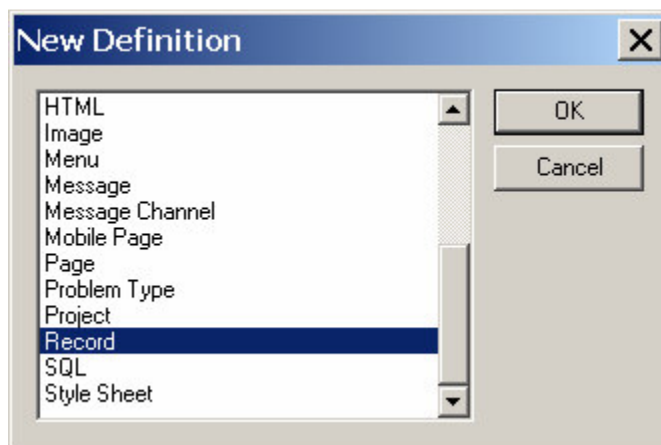 New Definition
HTML
Image
Menu
Message
Message Channel
Mobile Page
Page
Problem Type
Project
Record
SQL
Style Sheet
OK
Cancel